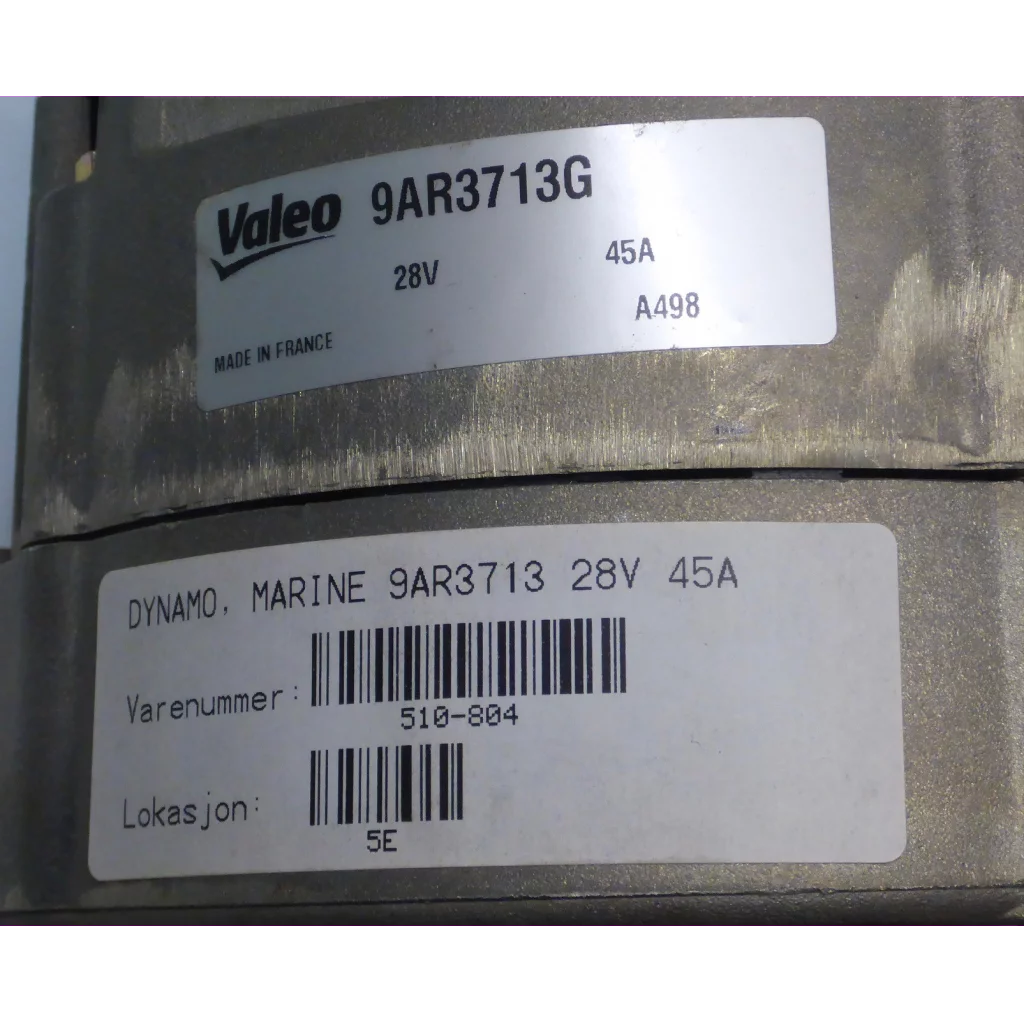 Valeo 9AR3713G
28V 45A
A498
MADE IN FRANCE
DYNAMO, MARINE 9AR3713 28V 45A
Varenummer:
510-804
Lokasjon:
5E